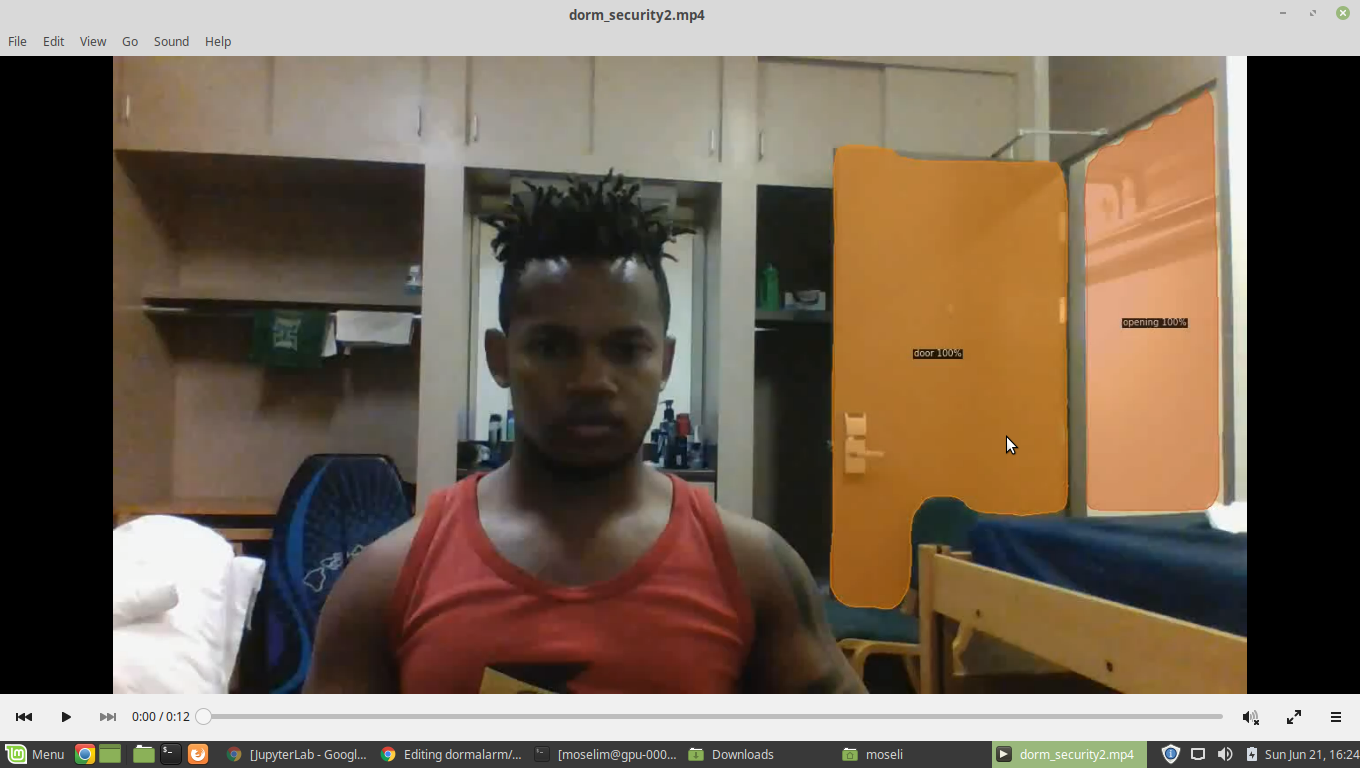 dorm_security2.mp4
File Edit View Go Sound Help
door 100%
opening 100%
0:00 / 0:12
Menu
[JupyterLab - Googl...
Editing dormalarm/...
[moselim@gpu-000...
Downloads
moseli
dorm_security2.mp4
Sun Jun 21, 16:24